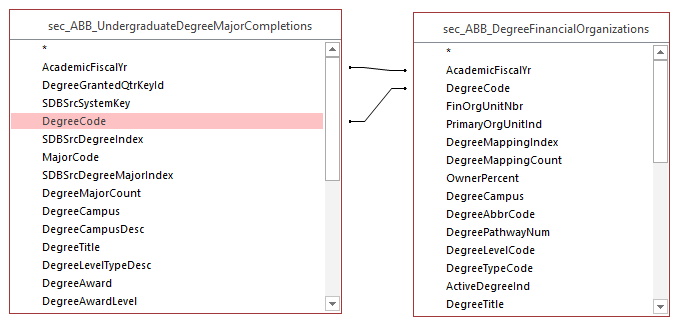 sec_ABB_UndergraduateDegreeMajorCompletions
*
AcademicFiscalYr
DegreeGrantedQtrKeyId
SDBSrcSystemKey
DegreeCode
SDBSrcDegreeIndex
MajorCode
SDBSrcDegreeMajorIndex
DegreeMajorCount
DegreeCampus
DegreeCampusDesc
DegreeTitle
DegreeLevelTypeDesc
DegreeAward
DegreeAwardLevel
sec_ABB_DegreeFinancialOrganizations
*
AcademicFiscalYr
DegreeCode
FinOrgUnitNbr
PrimaryOrgUnitInd
DegreeMappingIndex
DegreeMappingCount
OwnerPercent
DegreeCampus
DegreeAbbrCode
DegreePathwayNum
DegreeLevelCode
DegreeTypeCode
ActiveDegreeInd
DegreeTitle